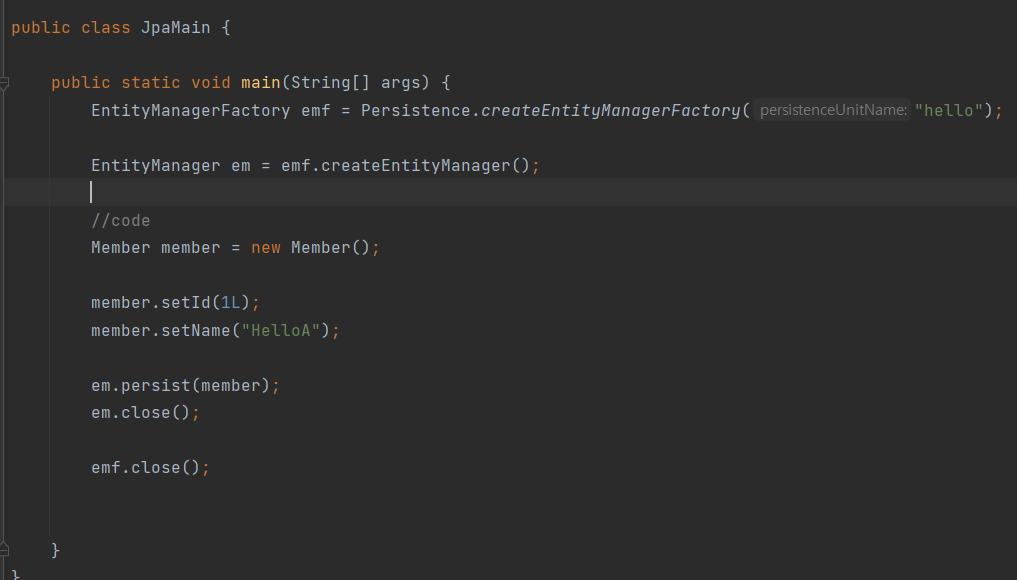 public class JpaMain {
public static void main(String[] args) {
EntityManagerFactory emf = Persistence.createEntityManagerFactory( persistenceUnitName: "hello");
EntityManager em = emf.createEntityManager();
//code
Member member = new Member();
member.setId(1L);
member.setName("HelloA");
em.persist(member);
em.close();
emf.close();
}
}